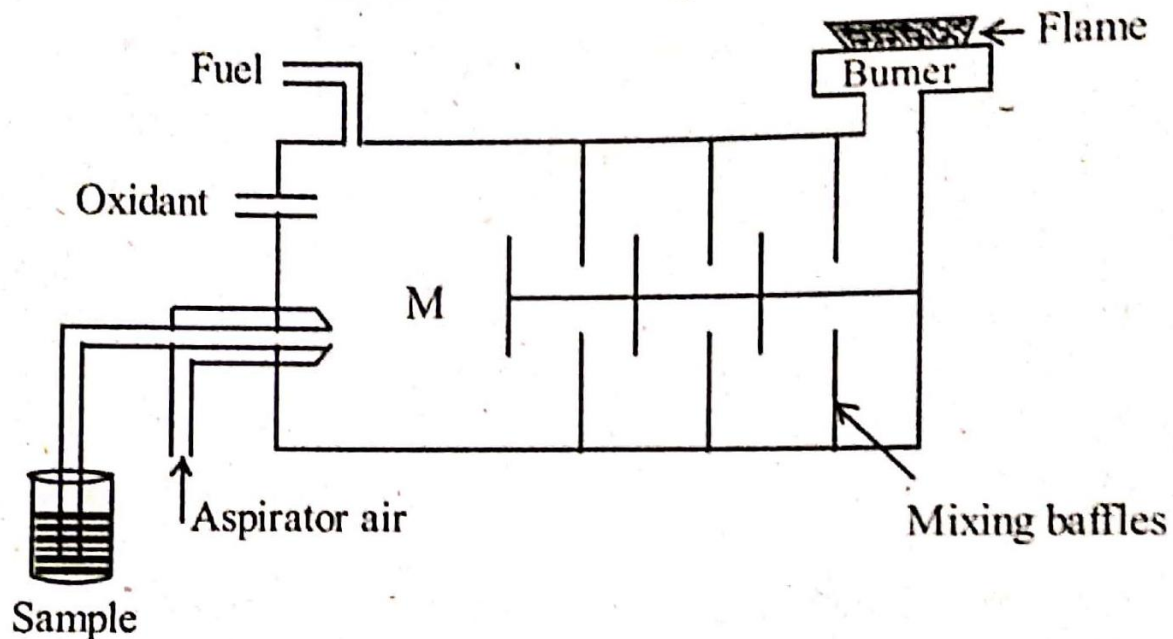 Flame
Fuel
Burner
Oxidant
M
Aspirator air
Mixing baffles
Sample